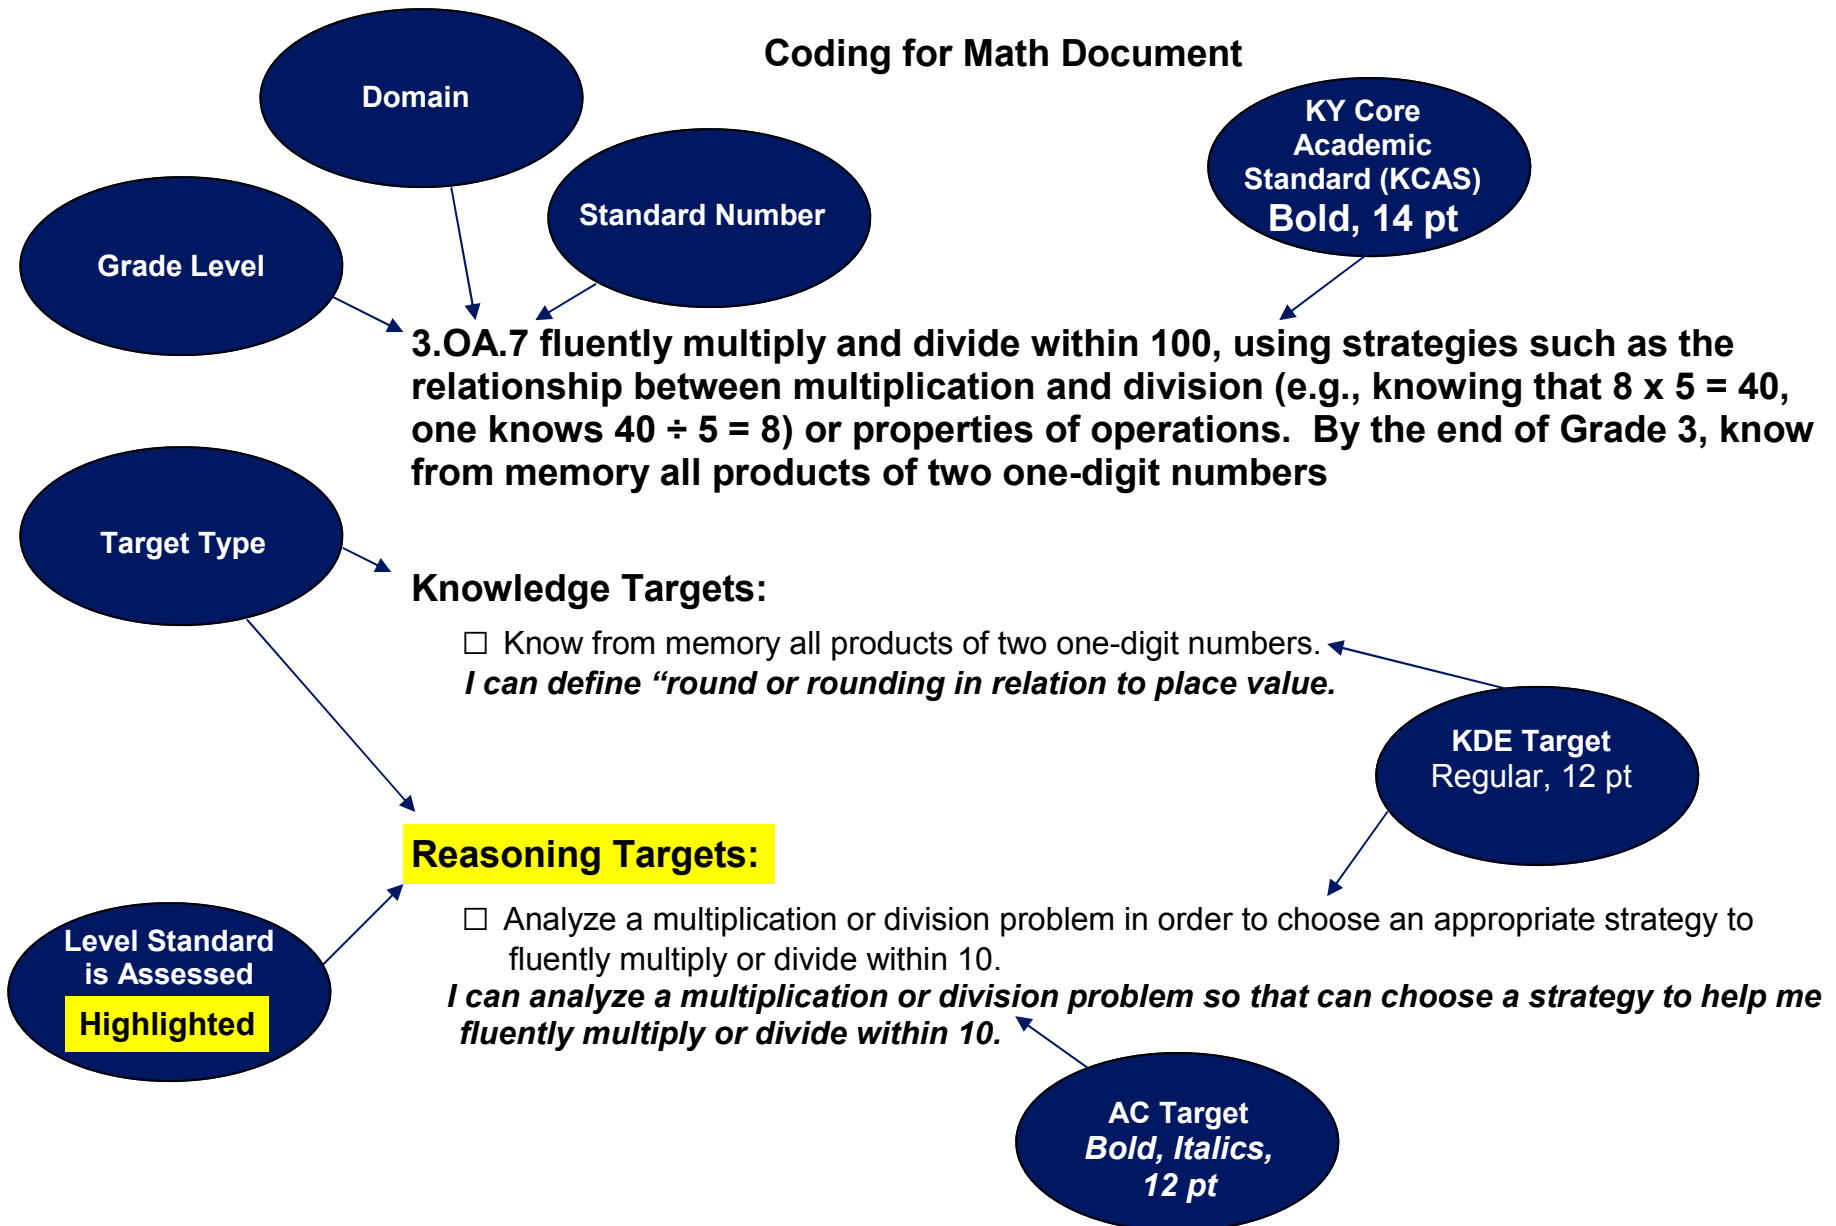 Coding for Math Document
Domain
KY Core
Academic
Standard (KCAS)
Bold, 14 pt
Standard Number
Grade Level
3.OA.7 fluently multiply and divide within 100, using strategies such as the
relationship between multiplication and division (e.g., knowing that 8 x 5 = 40,
one knows 40 ÷ 5 = 8) or properties of operations.  By the end of Grade 3, know
from memory all products of two one-digit numbers
Target Type
Knowledge Targets:
☐ Know from memory all products of two one-digit numbers.
I can define “round or rounding in relation to place value.
KDE Target
Regular, 12 pt
Reasoning Targets:
☐ Analyze a multiplication or division problem in order to choose an appropriate strategy to
fluently multiply or divide within 10.
Level Standard
is Assessed
Highlighted
I can analyze a multiplication or division problem so that can choose a strategy to help me
fluently multiply or divide within 10.
AC Target
Bold, Italics,
12 pt